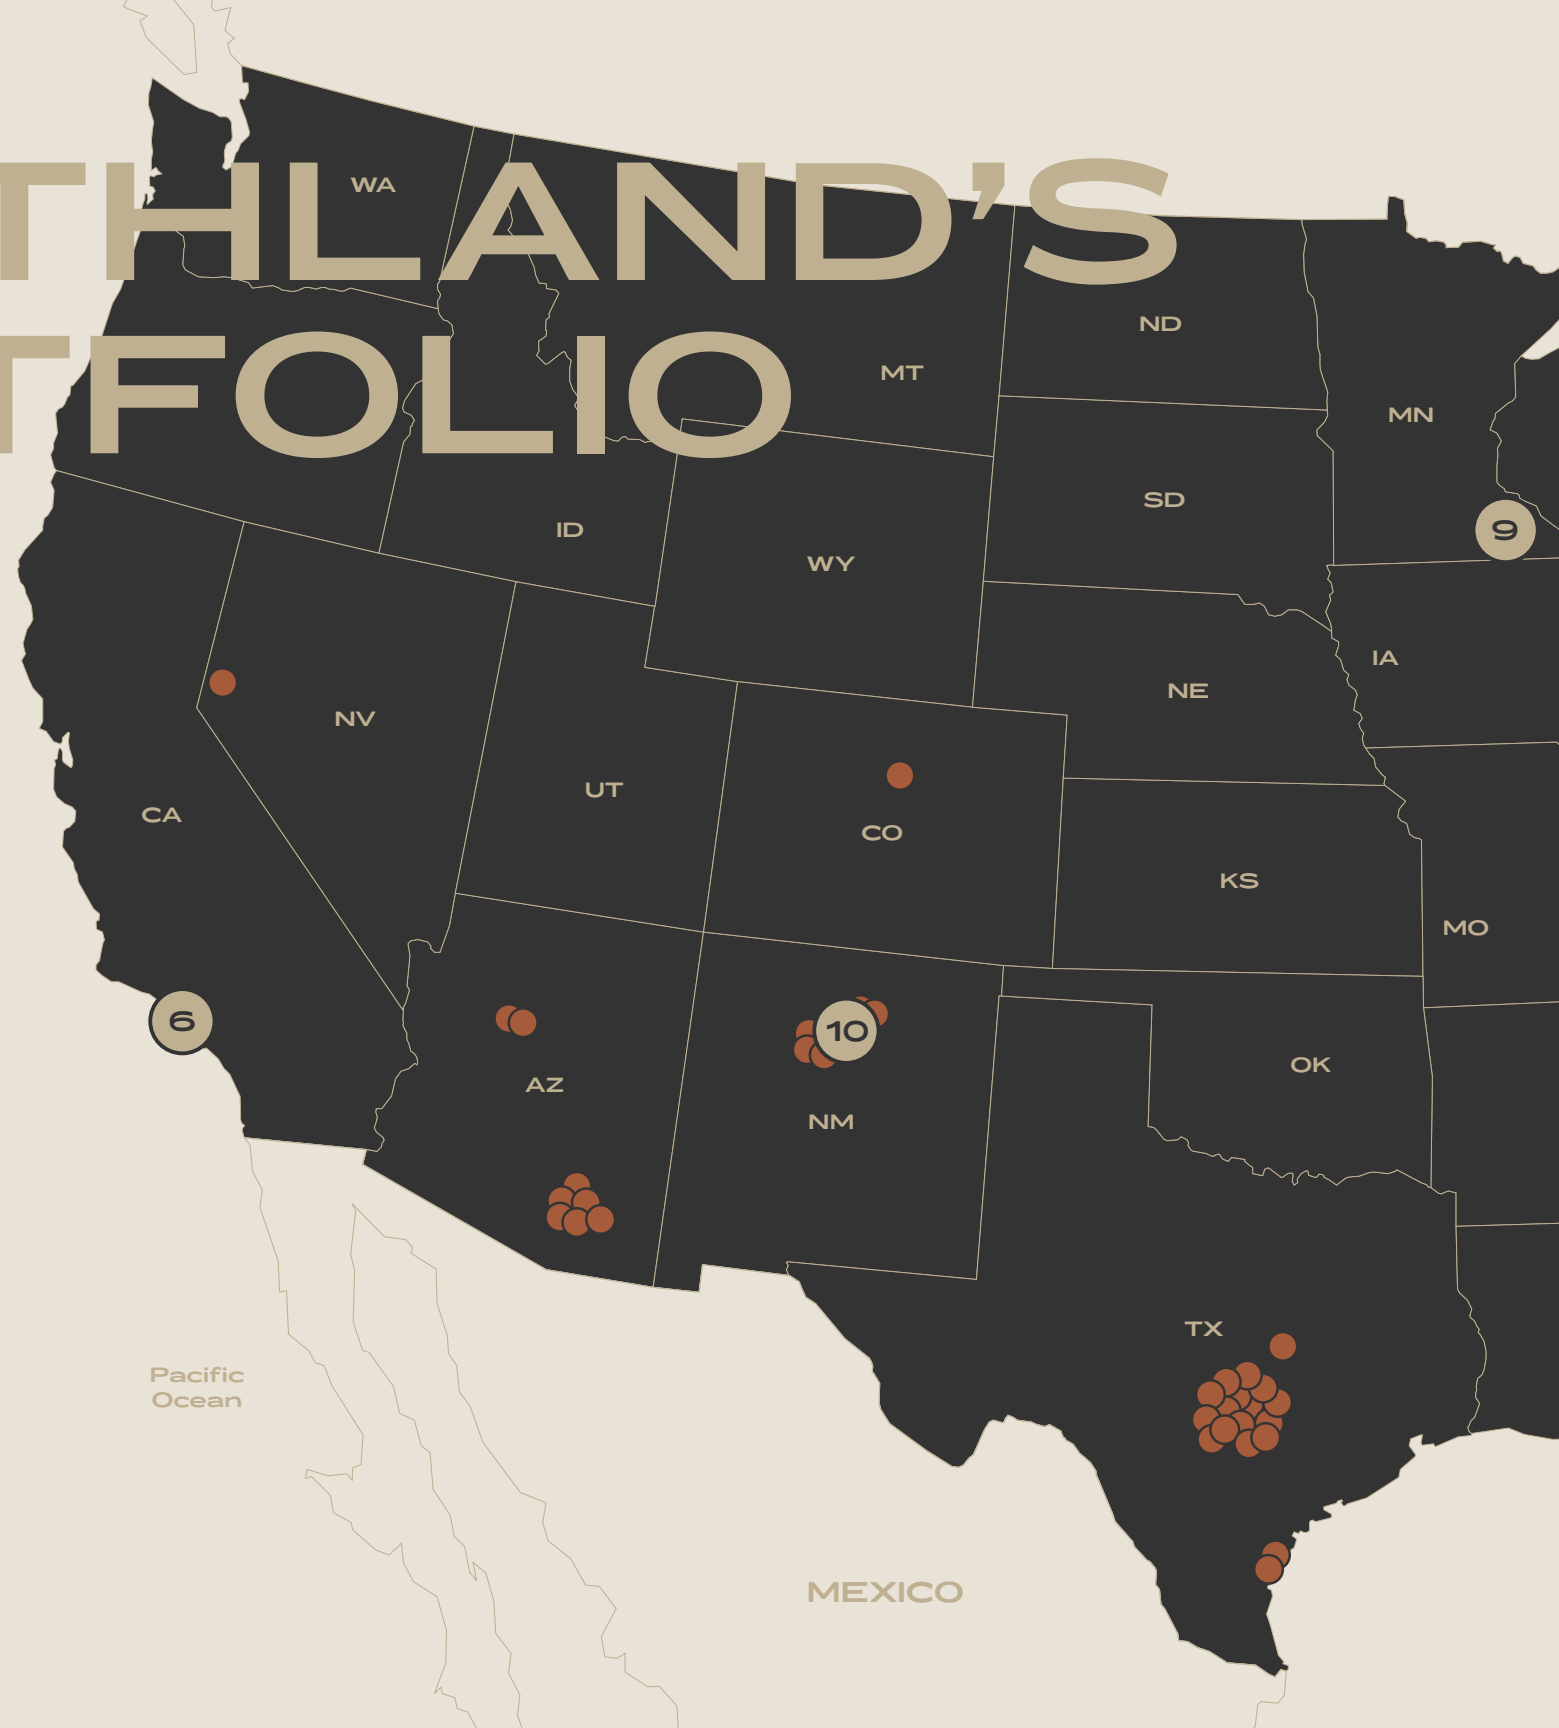 THLAND'S
TFOLIO
WA
ND
MT
MN
SD
ID
9
WY
IA
NE
NV
UT
CA
CO
KS
MO
6
10
OK
AZ
NM
TX
Pacific
Ocean
MEXICO